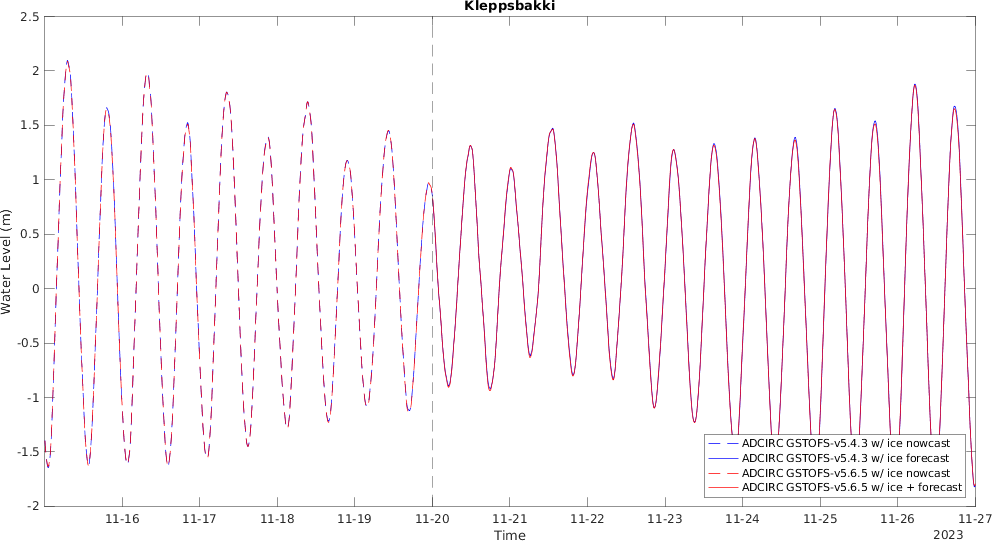 Kleppsbakki
2.5
2
1.5
1
0.5
0
-0.5
-1
-1.5
-2
Water Level (m)
ADCIRC GSTOFS-v5.4.3 w/ ice nowcast
ADCIRC GSTOFS-v5.4.3 w/ ice forecast
ADCIRC GSTOFS-v5.6.5 w/ ice nowcast
ADCIRC GSTOFS-v5.6.5 w/ ice + forecast
11-16 11-17 11-18 11-19 11-20 11-21 11-22 11-23 11-24 11-25 11-26 11-27
Time
2023